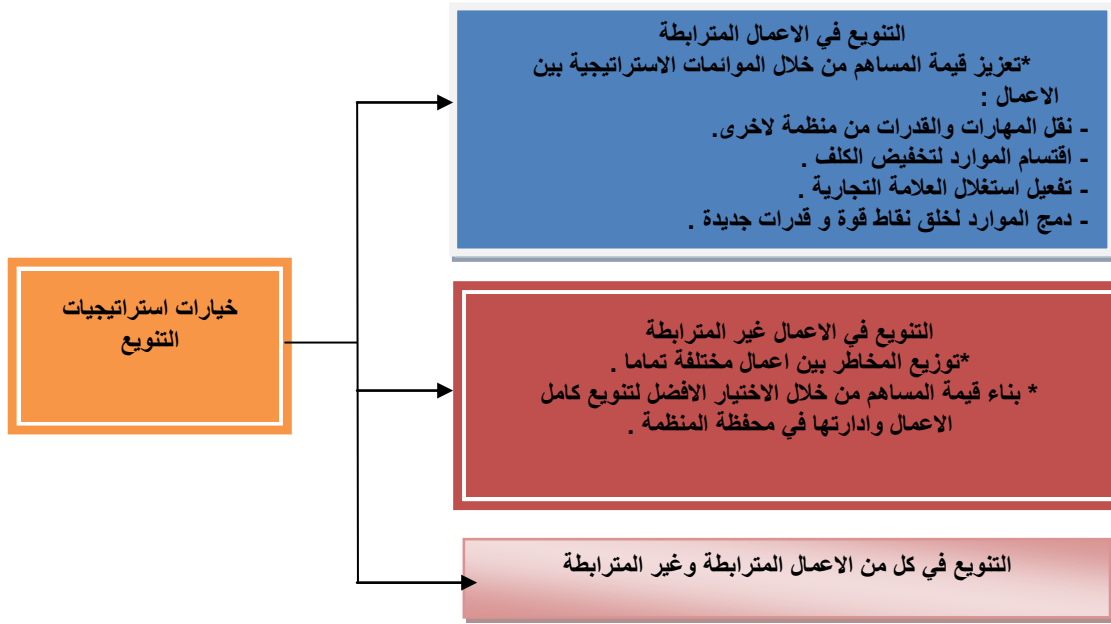 التنويع في الاعمال المترابطة
*تعزيز قيمة المساهم من خلال الموائمات الاستراتيجية بين
الاعمال :
- نقل المهارات والقدرات من منظمة لاخرى.
- اقتسام الموارد لتخفيض الكلف .
- تفعيل استغلال العلامة التجارية .
- دمج الموارد لخلق نقاط قوة و قدرات جديدة .
خيارات استراتيجيات
التنويع
التنويع في الاعمال غير المترابطة
*توزيع المخاطر بين اعمال مختلفة تماما .
* بناء قيمة المساهم من خلال الاختيار الافضل لتنويع كامل
الاعمال وادارتها في محفظة المنظمة .
التنويع في كل من الاعمال المترابطة وغير المترابطة